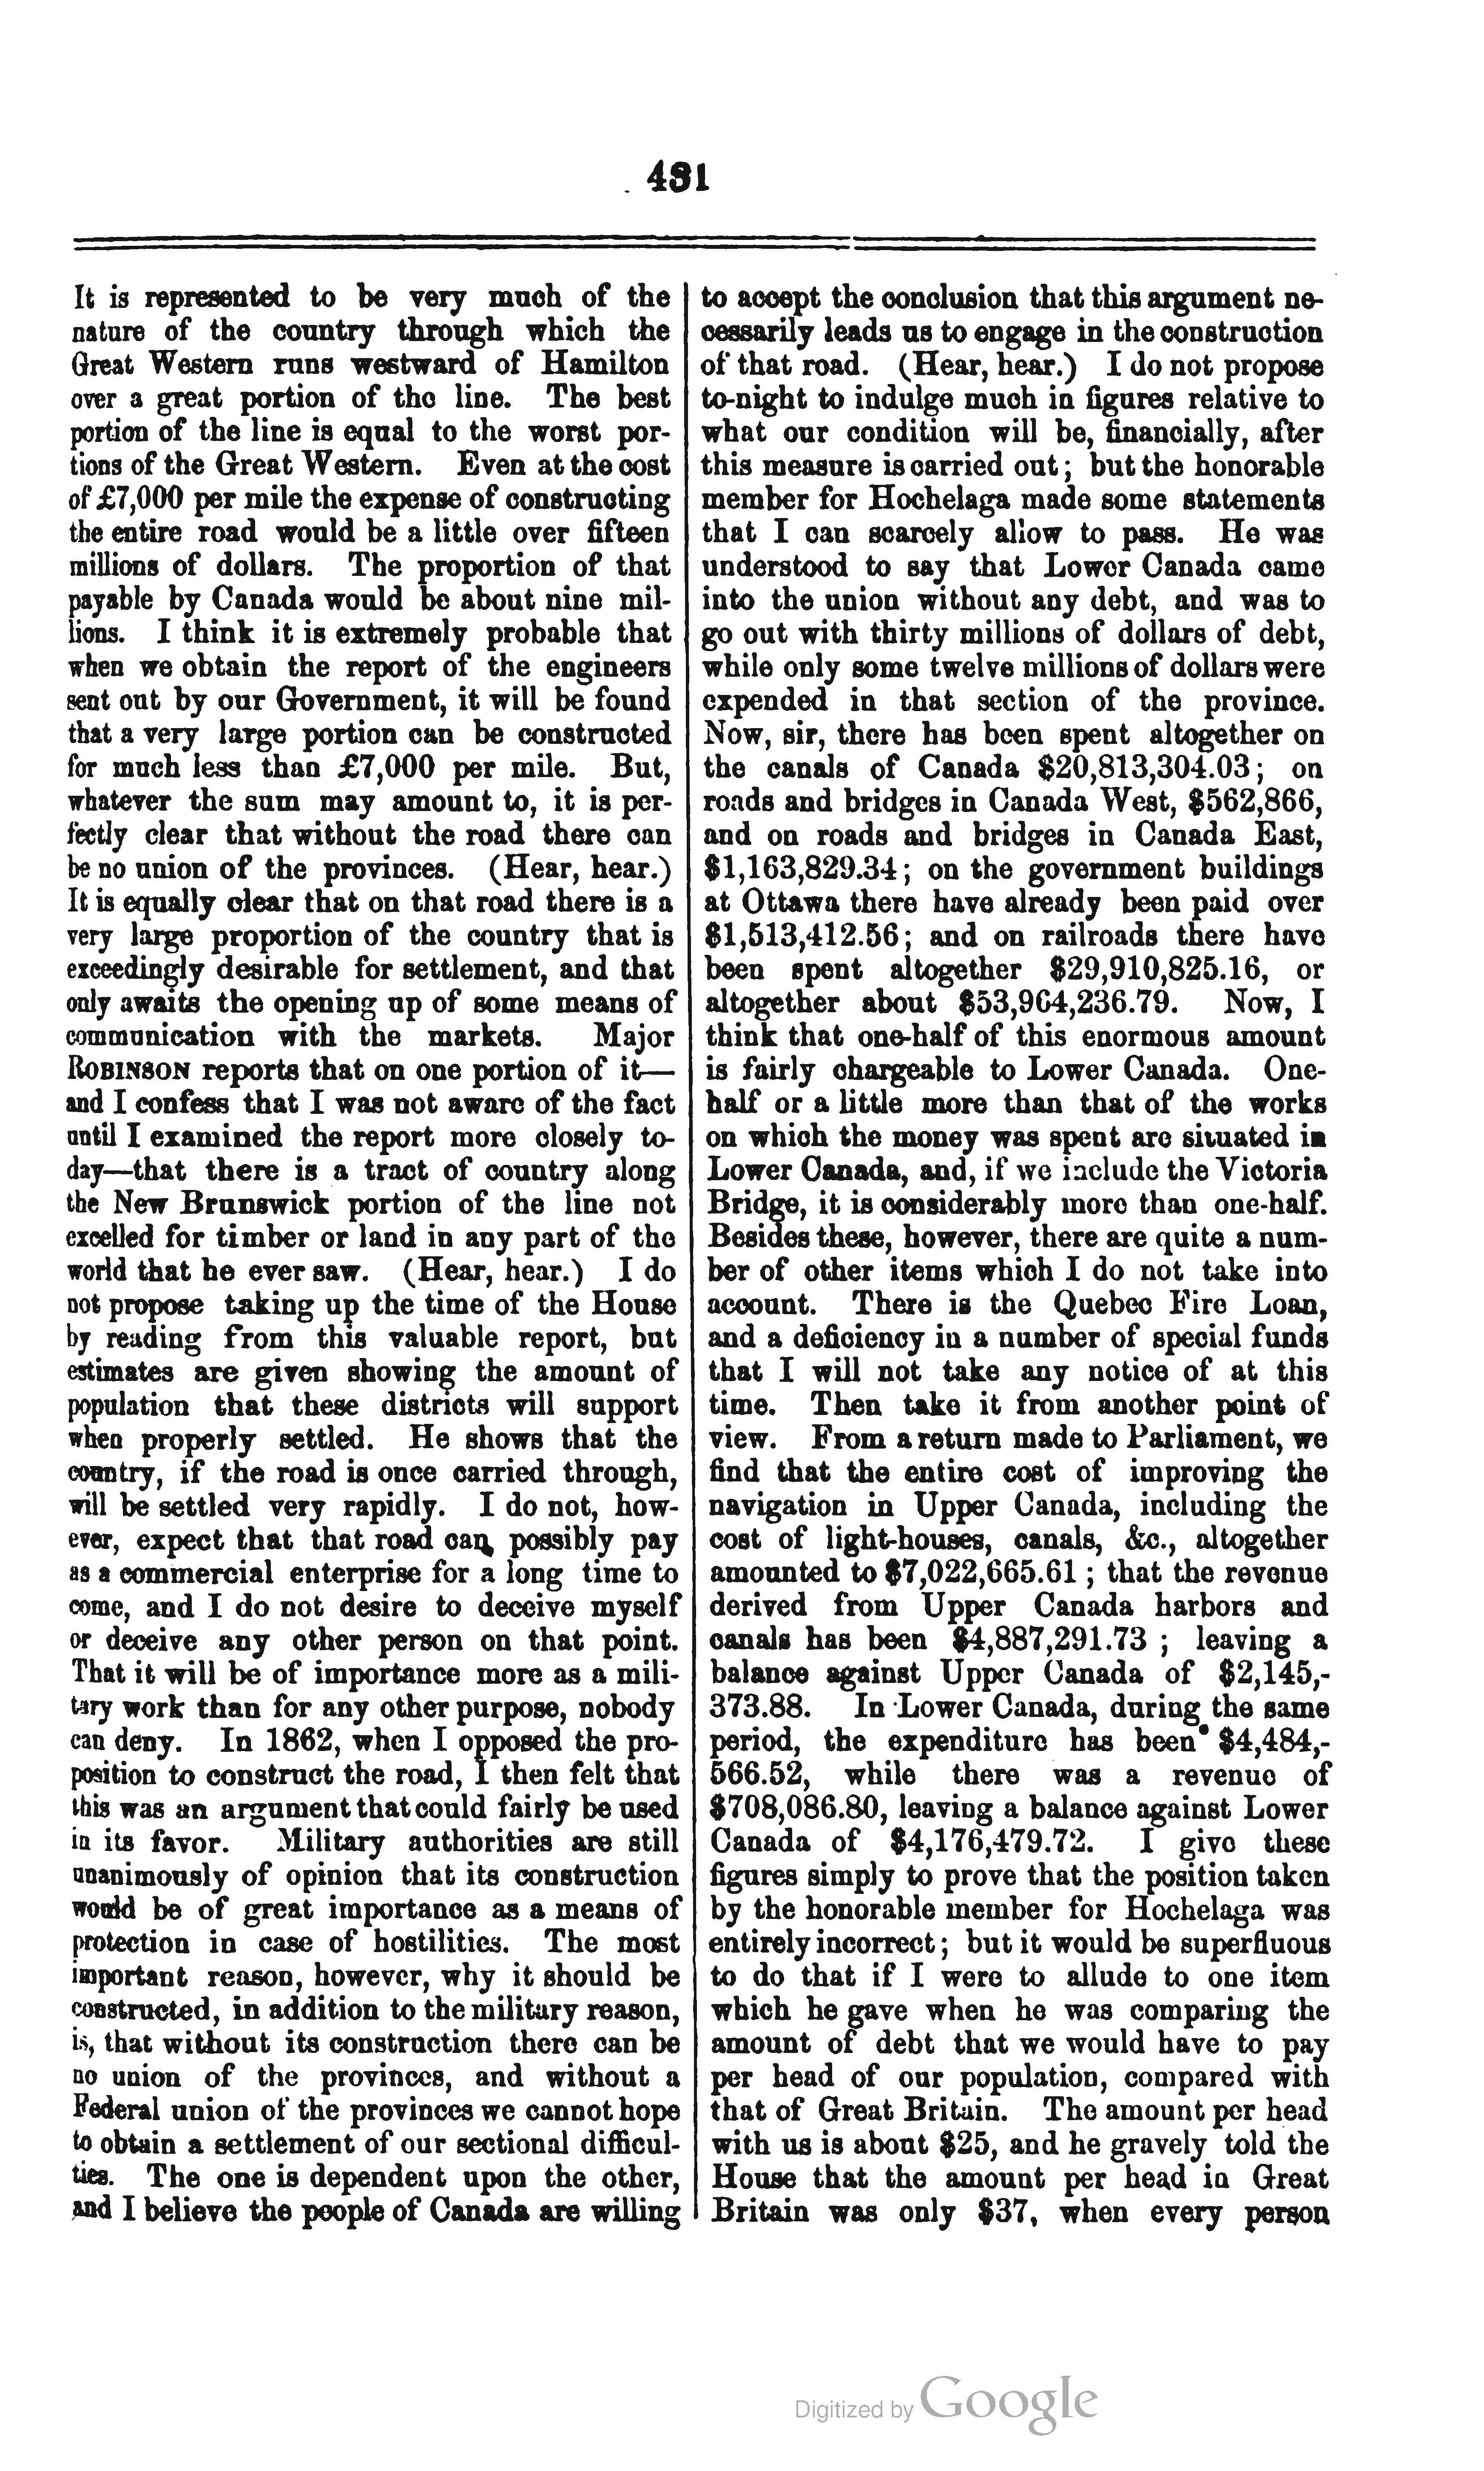 431
It is represented to be very much of the
nature of the country through which the
Great Western runs westward of Hamilton
over a great portion of the line. The best
portion of the line is equal to the worst por-
tions of the Great Western. Even at the cost
of £7,000 per mile the expense of constructing
the entire road would be a little over fifteen
millions of dollars. The proportion of that
payable by Canada would be about nine mil-
lions. I think it is extremely probable that
when we obtain the report of the engineers
sent out by our Government, it will be found
that a very large portion can be constructed
for much less than £7,000 per mile. But,
whatever the sum may amount to, it is per-
fectly clear that without the road there can
be no union of the provinces. (Hear, hear.)
It is equally clear that on that road there is a
very large proportion of the country that is
exceedingly desirable for settlement, and that
only awaits the opening up of some means of
communication with the markets. Major
ROBINSON reports that on one portion of it—
and I confess that I was not aware of the fact
until I examined the report more closely to-
day—that there is a tract of country along
the New Brunswick portion of the line not
excelled for timber or land in any part of the
world that he ever saw. (Hear, hear.) I do
not propose taking up the time of the House
by reading from this valuable report, but
estimates are given showing the amount of
population that these districts will support
when properly settled. He shows that the
country, if the road is once carried through,
will be settled very rapidly. I do not, how-
ever, expect that that road can possibly pay
as a commercial enterprise for a long time to
come, and I do not desire to deceive myself
or deceive any other person on that point.
That it will be of importance more as a mili-
tary work than for any other purpose, nobody
can deny. In 1862, when I opposed the pro-
position to construct the road, I then felt that
this was an argument that could fairly be used
in its favor. Military authorities are still
unanimously of opinion that its construction
would be of great importance as a means of
protection in case of hostilities. The most
important reason, however, why it should be
constructed, in addition to the military reason,
is, that without its construction there can be
no union of the provinces, and without a
Federal union of the provinces we cannot hope
to obtain a settlement of our sectional difficul-
ties. The one is dependent upon the other,
and I believe the people of Canada are willing
to accept the conclusion that this argument ne-
cessarily leads us to engage in the construction
of that road. (Hear, hear.) I do not propose
to-night to indulge much in figures relative to
what our condition will be, financially, after
this measure is carried out; but the honorable
member for Hochelaga made some statements
that I can scarcely allow to pass. He was
understood to say that Lower Canada came
into the union without any debt, and was to
go out with thirty millions of dollars of debt,
while only some twelve millions of dollars were
expended in that section of the province.
Now, sir, there has been spent altogether on
the canals of Canada $20,813,304.03; on
roads and bridges in Canada West, $562,866,
and on roads and bridges in Canada East,
$1,163,829.34; on the government buildings
at Ottawa there have already been paid over
$1,513,412.56; and on railroads there have
been spent altogether $29,910,825.16, or
altogether about $53,964,236.79. Now, I
think that one-half of this enormous amount
is fairly chargeable to Lower Canada. One-
half or a little more than that of the works
on which the money was spent are situated in
Lower Canada, and, if we include the Victoria
Bridge, it is considerably more than one-half.
Besides these, however, there are quite a num-
ber of other items which I do not take into
account. There is the Quebec Fire Loan,
and a deficiency in a number of special funds
that I will not take any notice of at this
time. Then take it from another point of
view. From a return made to Parliament, we
find that the entire cost of improving the
navigation in Upper Canada, including the
cost of light-houses, canals, &c., altogether
amounted to $7,022,665.61 ; that the revenue
derived from Upper Canada harbors and
canals has been $4,887,291.73 ; leaving a
balance against Upper Canada of $2,145,-
373.88. In Lower Canada, during the same
period, the expenditure has been $4,484,-
566.52, while there was a revenue of
$708,086.80, leaving a balance against Lower
Canada of $4,176,479.72. I give these
figures simply to prove that the position taken
by the honorable member for Hochelaga was
entirely incorrect; but it would be superfluous
to do that if I were to allude to one item
which he gave when he was comparing the
amount of debt that we would have to pay
per head of our population, compared with
that of Great Britain. The amount per head
with us is about $25, and he gravely told the
House that the amount per head in Great
Britain was only $37, when every person
Digitized by Google